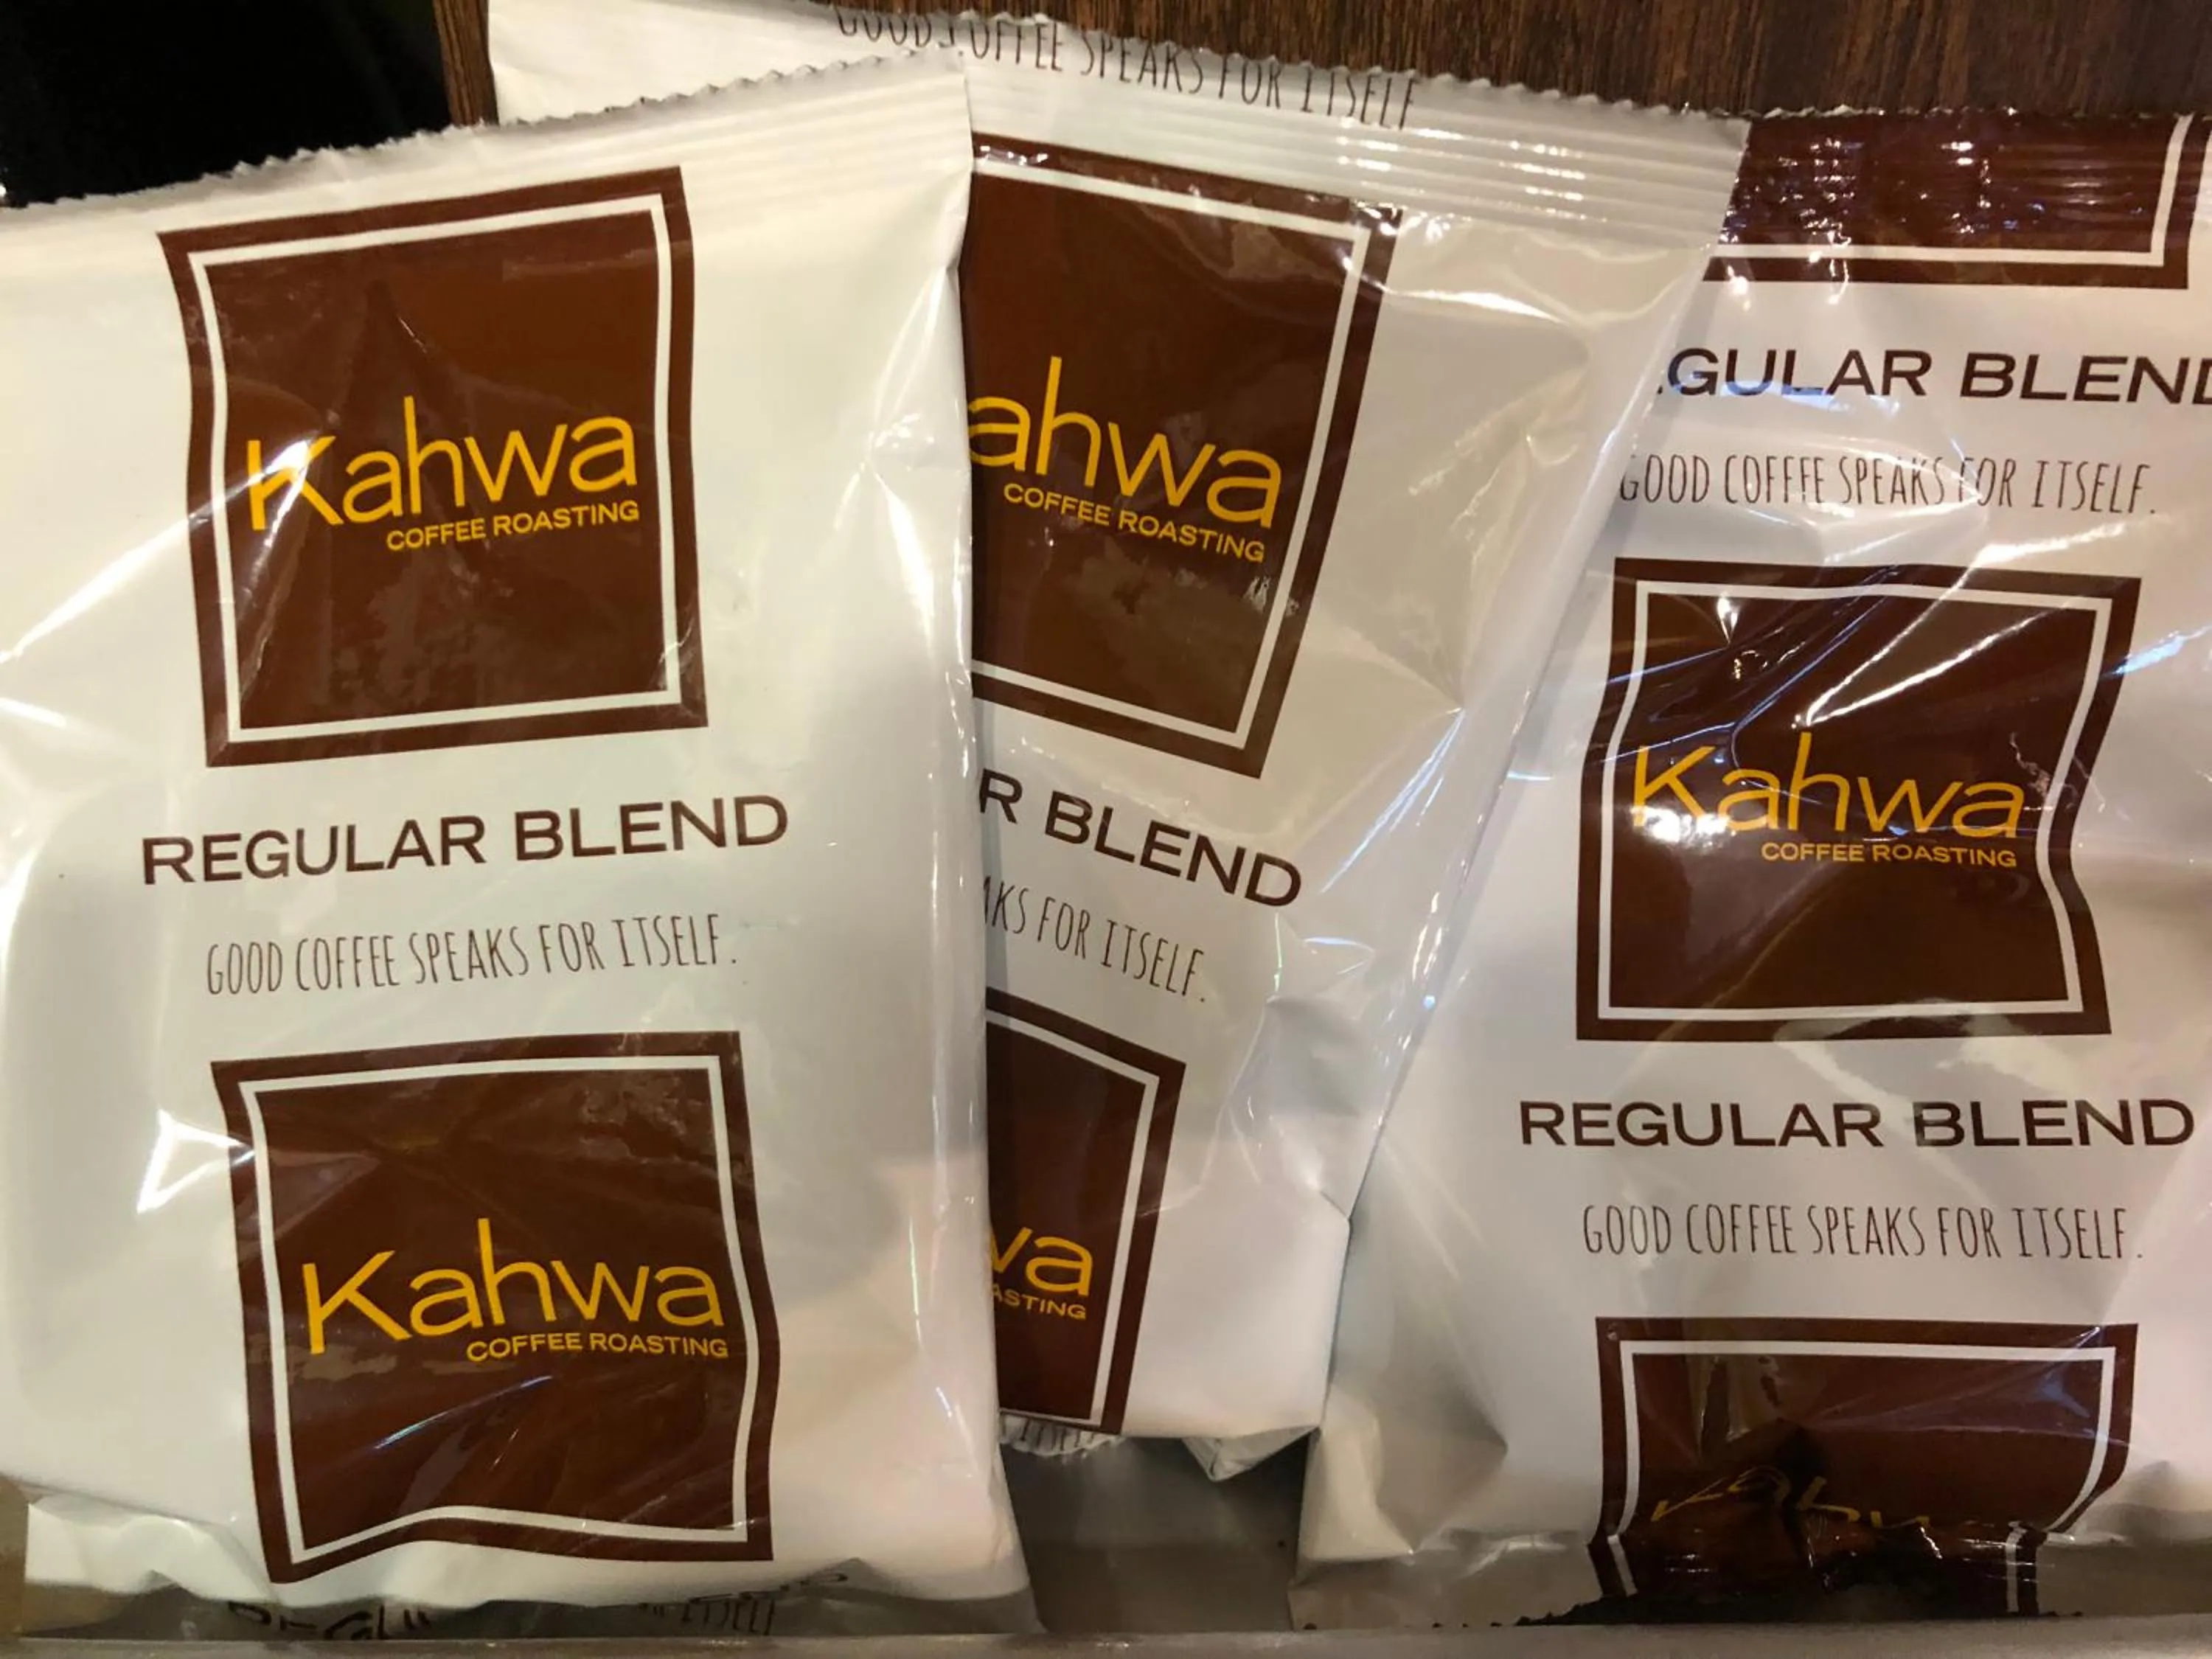 Kahwa
COFFEE ROASTING
REGULAR BLEND
GOOD COFFEE SPEAKS FOR ITSELF.
Kahwa
COFFEE ROASTING
GOOD COFFEE SPEAKS FOR ITSELF
ahwa
COFFEE ROASTING
R BLEND
AKS FOR ITSELF.
wa
ASTING
GULAR BLEND
GOOD COFFEE SPEAKS FOR ITSELF.
Kahwa
COFFEE ROASTING
REGULAR BLEND
GOOD COFFEE SPEAKS FOR ITSELF.